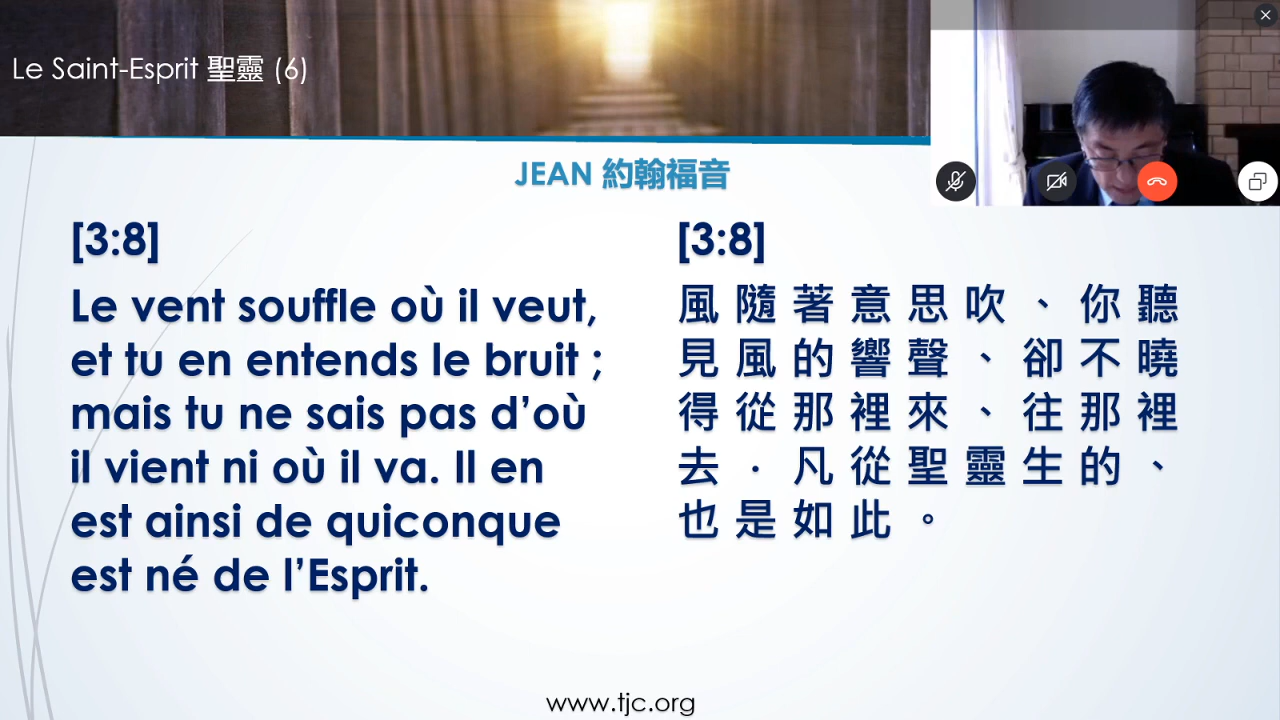 Le Saint-Esprit 聖靈 (6)
JEAN 約翰福音
[3:8]
Le vent souffle où il veut,
et tu en entends le bruit ;
mais tu ne sais pas d’où
il vient ni où il va. Il en
est ainsi de quiconque
est né de l’Esprit.
[3:8]
風隨著意思吹、你聽
見風的響聲、卻不曉
得從那裡來、往那裡
去．凡從聖靈生的、
也是如此。
www.tjc.org